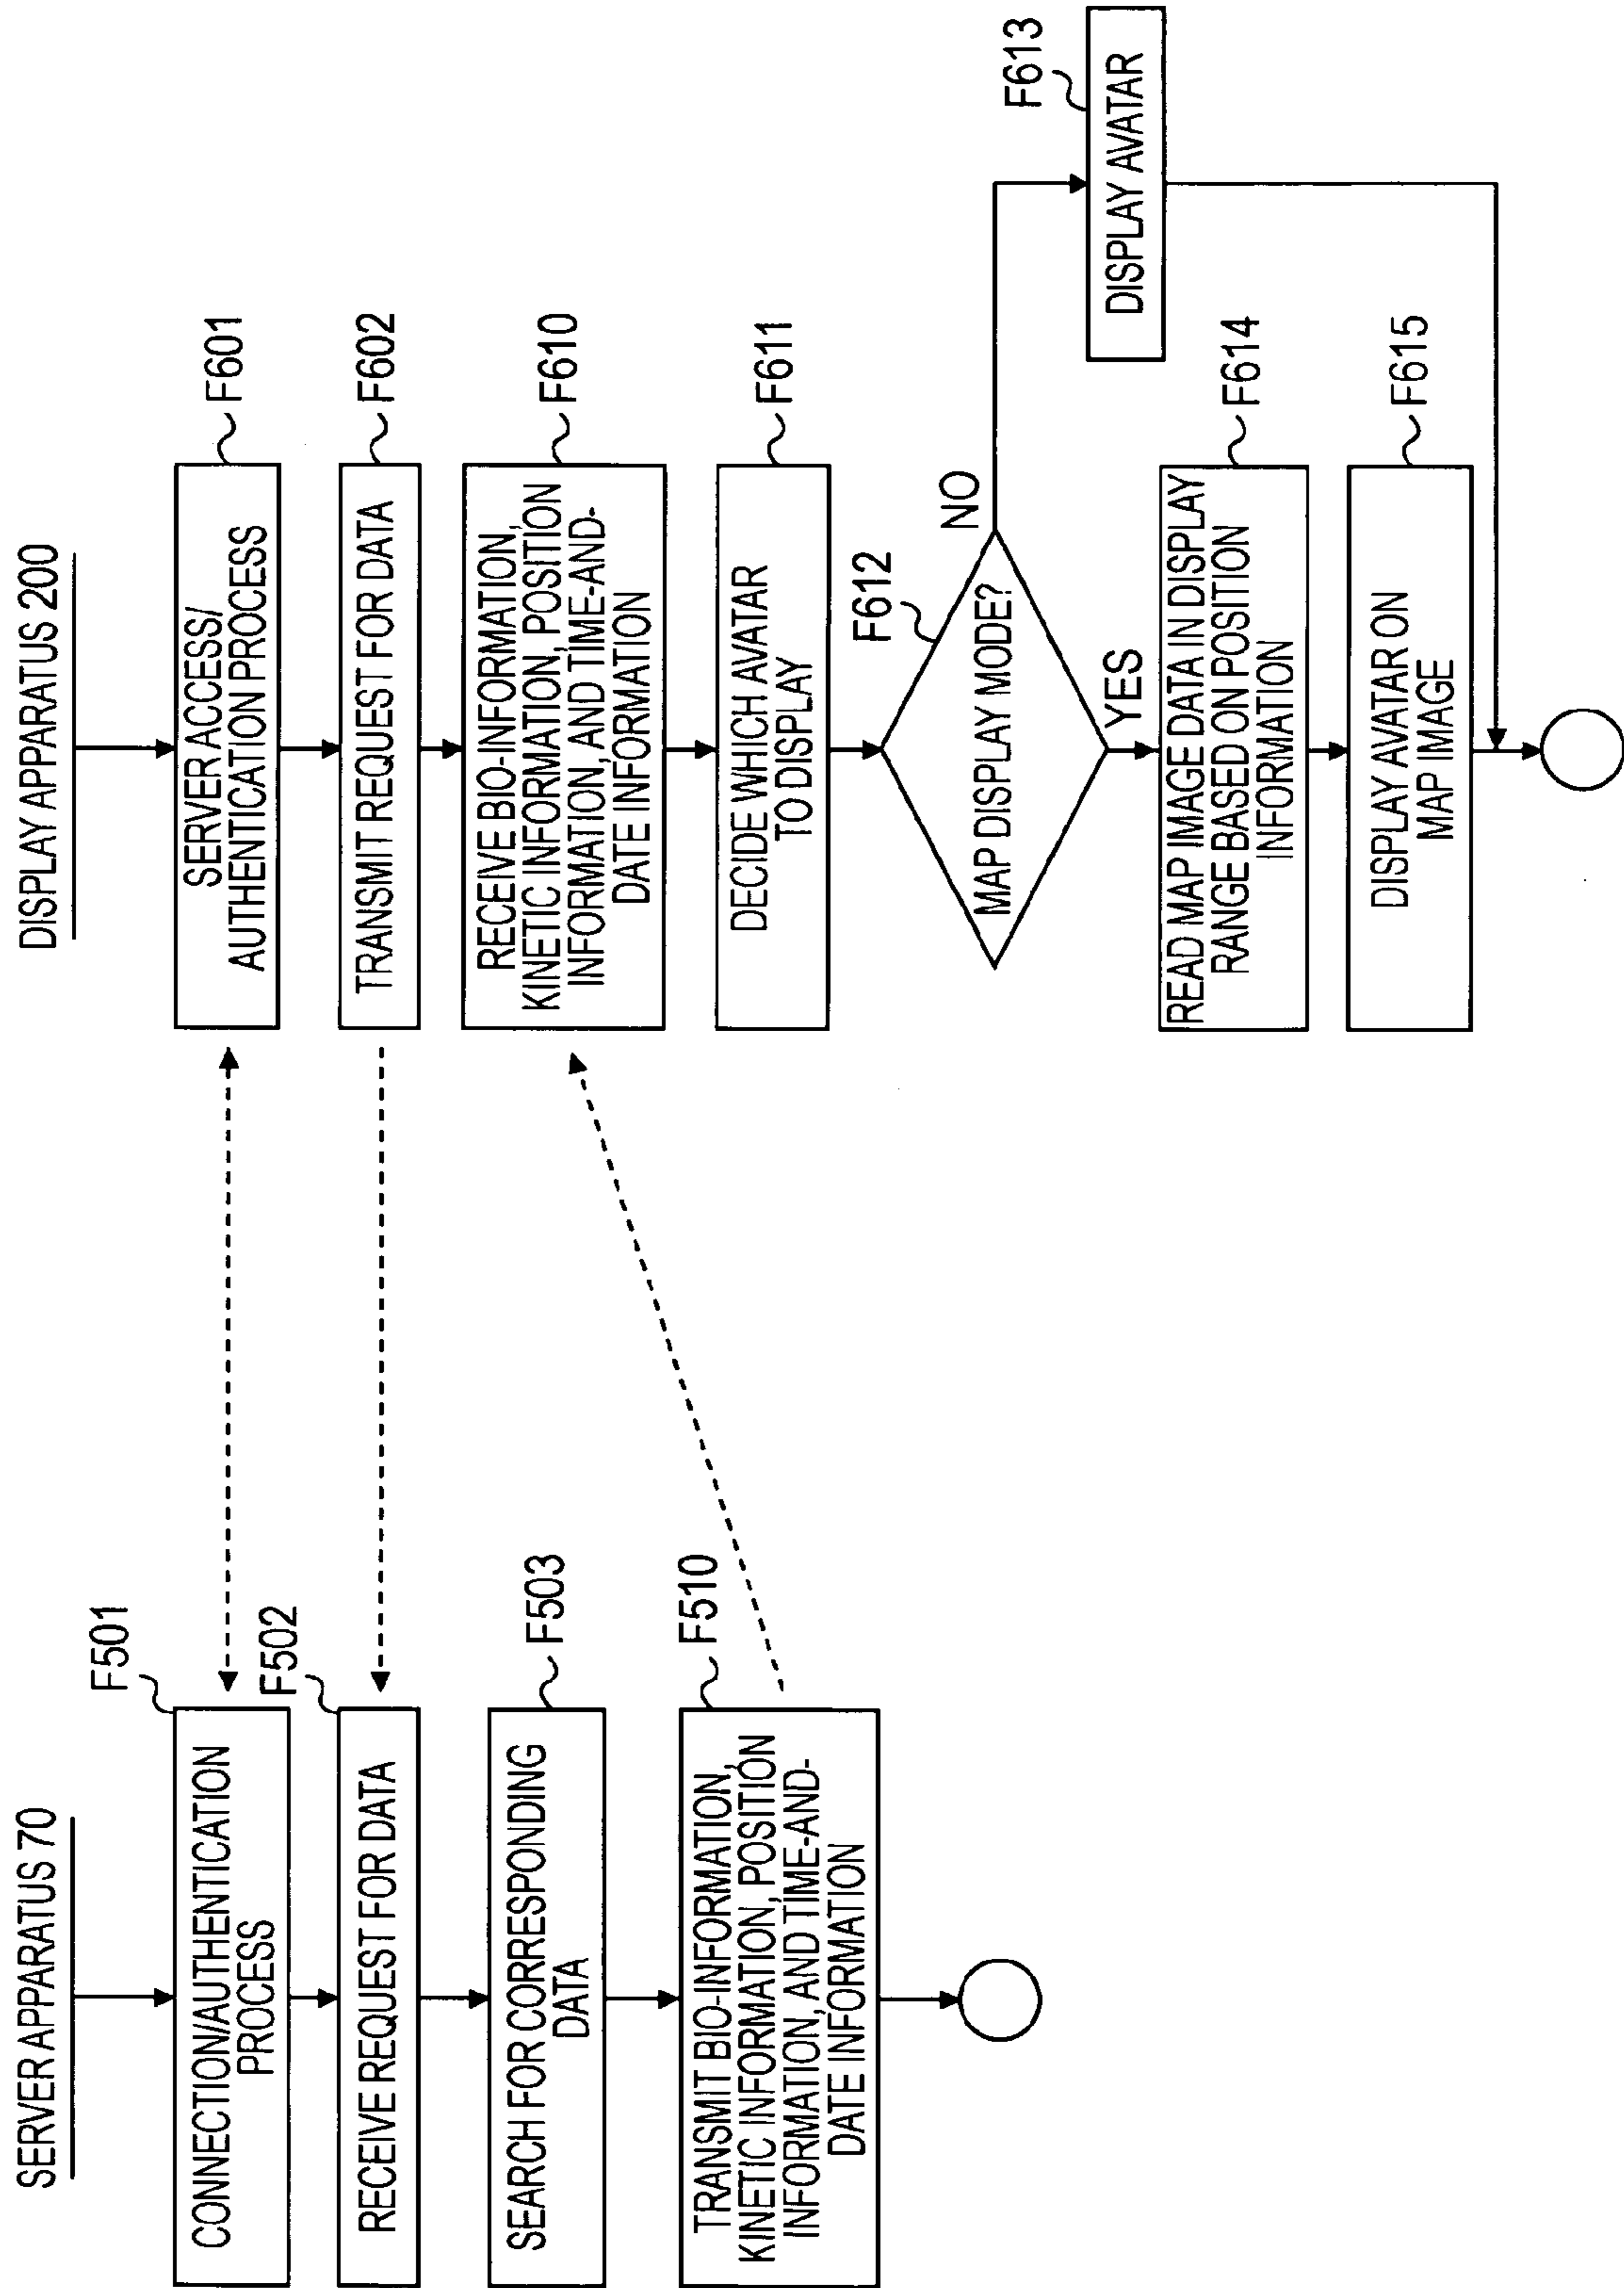 SERVER APPARATUS 70
F501
CONNECTION/AUTHENTICATION
PROCESS
F502
RECEIVE REQUEST FOR DATA
F503
SEARCH FOR CORRESPONDING
DATA
F510
TRANSMIT BIO-INFORMATION,
KINETIC INFORMATION, POSITION
INFORMATION, AND TIME-AND-
DATE INFORMATION
DISPLAY APPARATUS 200
F601
SERVER ACCESS/
AUTHENTICATION PROCESS
F602
TRANSMIT REQUEST FOR DATA
F610
RECEIVE BIO-INFORMATION,
KINETIC INFORMATION, POSITION
INFORMATION, AND TIME-AND-
DATE INFORMATION
F611
DECIDE WHICH AVATAR
TO DISPLAY
F612
MAP DISPLAY MODE?
NO
YES
F613
DISPLAY AVATAR
F614
READ MAP IMAGE DATA IN DISPLAY
RANGE BASED ON POSITION
INFORMATION
F615
DISPLAY AVATAR ON
MAP IMAGE